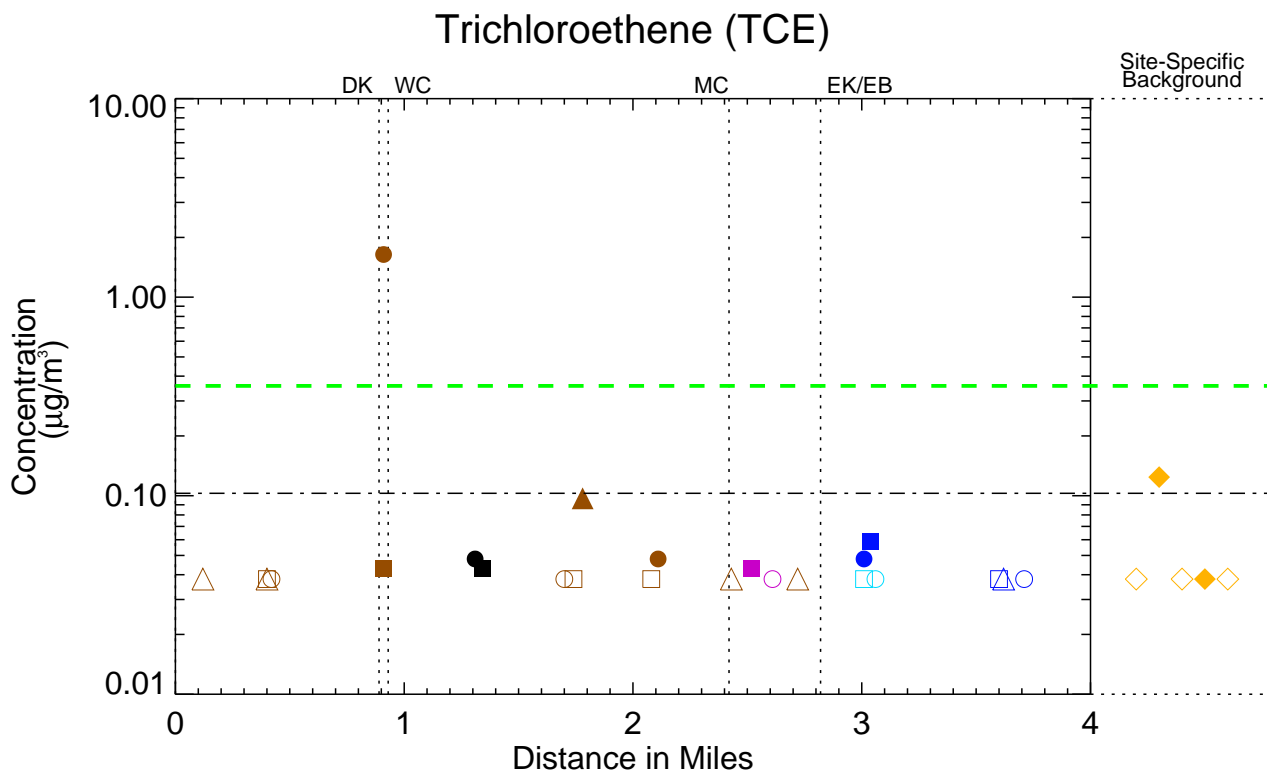 Trichloroethene (TCE)
Site-Specific
Background
DK WC MC EK/EB
10.00
1.00
0.10
0.01
Concentration
(μg/m³)
0 1 2 3 4
Distance in Miles